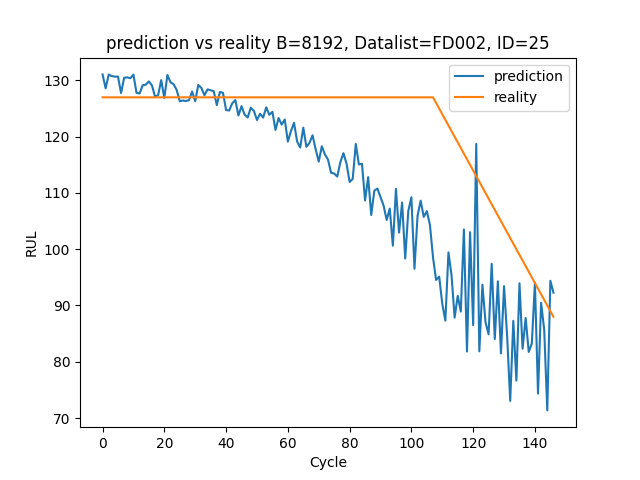 prediction vs reality B=8192, Datalist=FD002, ID=25
prediction
reality
130
120
110
100
90
80
70
RUL
0 20 40 60 80 100 120 140
Cycle